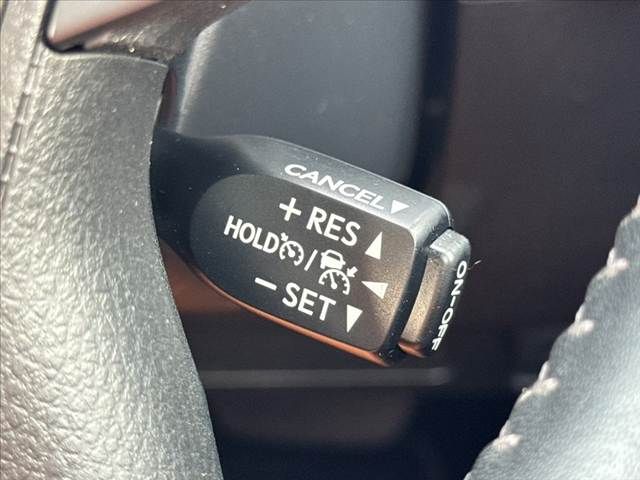 CANCEL▼
+ RES ▲
HOLD / ◀
− SET ▼
ON-OFF